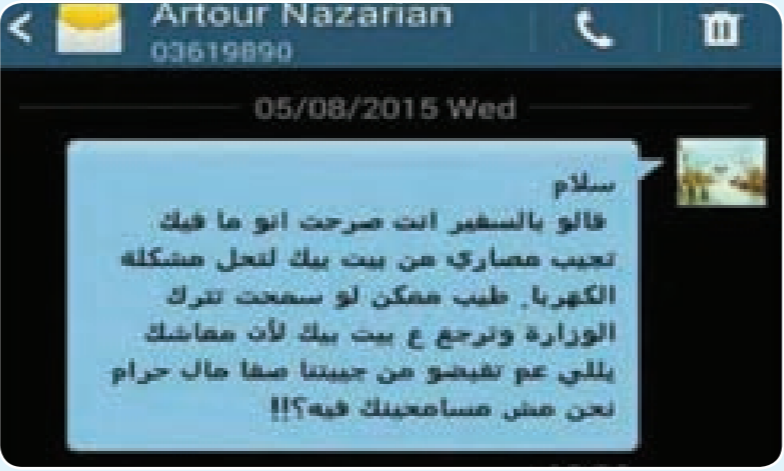 Artour Nazarian
03619890
05/08/2015 Wed
سلام
قالو بالسفير انت صرحت انو ما فيك
تجيب مصاري من بيت بيك لتحل مشكلة
الكهربا. طيب ممكن لو سمحت تترك
الوزارة وترجع ع بيت بيك لأن معاشك
يللي عم تقبضو من جيبتنا صفا مال حرام
نحن مش مسامحينك فيه؟!!